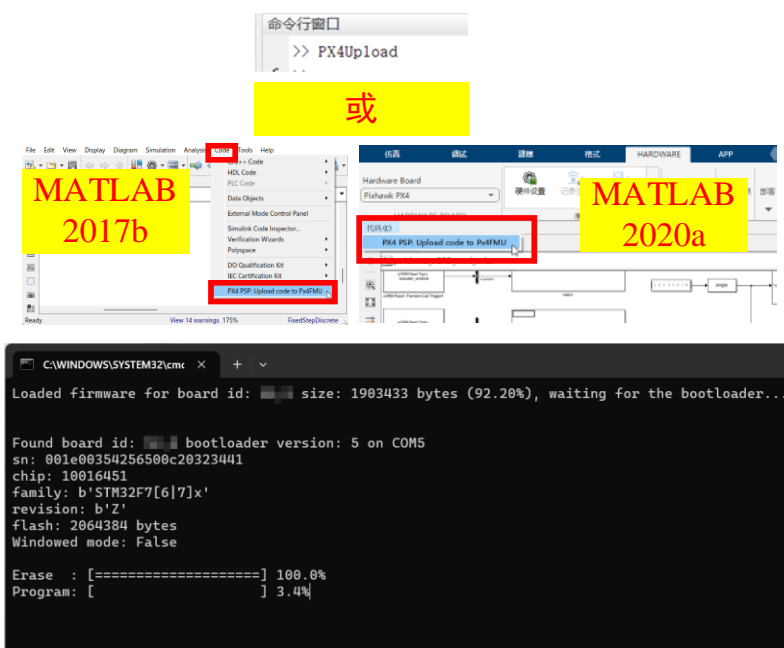 命令行窗口
>> PX4Upload
或
File Edit View Display Diagram Simulation Analysis Code Tools Help
C/C++ Code
HDL Code
PLC Code
Data Objects
External Mode Control Panel
Simulink Code Inspector...
Verification Wizards
Polyspace
DO Qualification Kit
IEC Certification Kit
PX4 PSP: Upload code to Px4FMU
Ready View 14 warnings 175% FixedStepDiscrete
MATLAB
2017b
仿真 调试 建模 格式 HARDWARE APP
Hardware Board
Pixhawk PX4
硬件设置
HARDWARE BOARD
代码(C)
PX4 PSP: Upload code to Px4FMU
MATLAB
2020a
部署
single
C:\WINDOWS\SYSTEM32\cmc
Loaded firmware for board id: size: 1903433 bytes (92.20%), waiting for the bootloader...
Found board id: bootloader version: 5 on COM5
sn: 001e00354256500c20323441
chip: 10016451
family: b'STM32F7[6|7]x'
revision: b'Z'
flash: 2064384 bytes
Windowed mode: False
Erase : [====================] 100.0%
Program: [ ] 3.4%